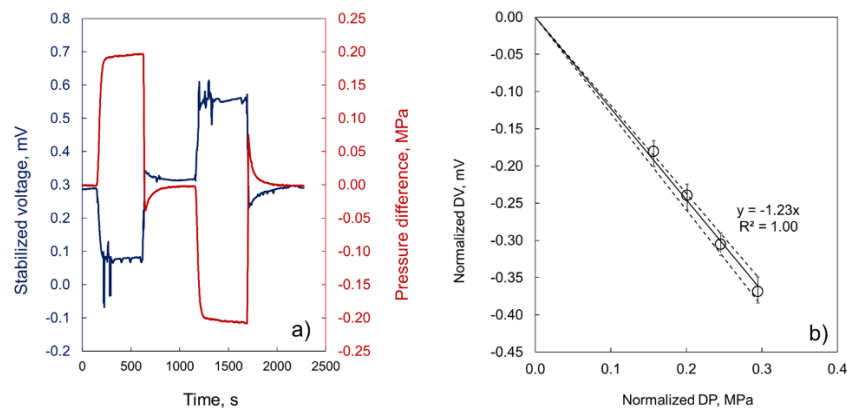 0.8
0.7
0.6
0.5
0.4
0.3
0.2
0.1
0.0
-0.1
-0.2
Stabilized voltage, mV
0.25
0.20
0.15
0.10
0.05
0.00
-0.05
-0.10
-0.15
-0.20
-0.25
Pressure difference, MPa
a)
0 500 1000 1500 2000 2500
Time, s
0.00
-0.05
-0.10
-0.15
-0.20
-0.25
-0.30
-0.35
-0.40
-0.45
Normalized DV, mV
y = -1.23x
R² = 1.00
b)
0.0 0.1 0.2 0.3 0.4
Normalized DP, MPa